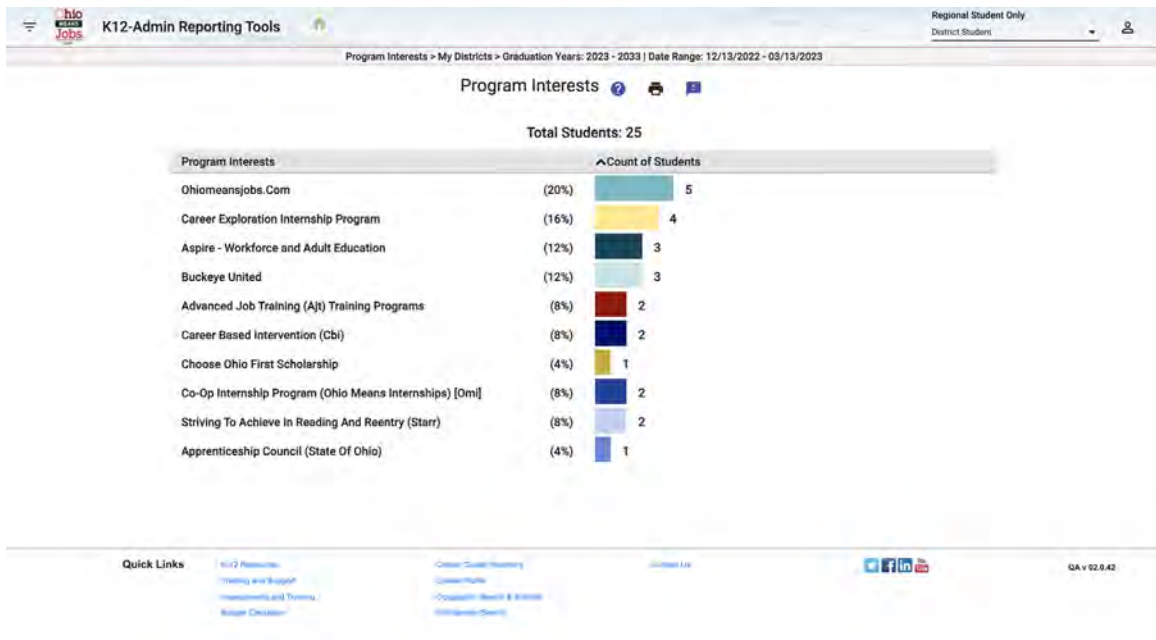 Ohio
MEANS
Jobs
K12-Admin Reporting Tools
Regional Student Only
District Student
Program Interests > My Districts > Graduation Years: 2023 - 2033 | Date Range: 12/13/2022 - 03/13/2023
Program Interests ?
Total Students: 25
Program Interests Count of Students
Ohiomeansjobs.Com (20%) 5
Career Exploration Internship Program (16%) 4
Aspire - Workforce and Adult Education (12%) 3
Buckeye United (12%) 3
Advanced Job Training (Ajt) Training Programs (8%) 2
Career Based Intervention (Cbi) (8%) 2
Choose Ohio First Scholarship (4%) 1
Co-Op Internship Program (Ohio Means Internships) [Omi] (8%) 2
Striving To Achieve In Reading And Reentry (Starr) (8%) 2
Apprenticeship Council (State Of Ohio) (4%) 1
Quick Links
K-12 Resources
Training and Support
Budget Calculator
Contact Us
QA v 02.0.42